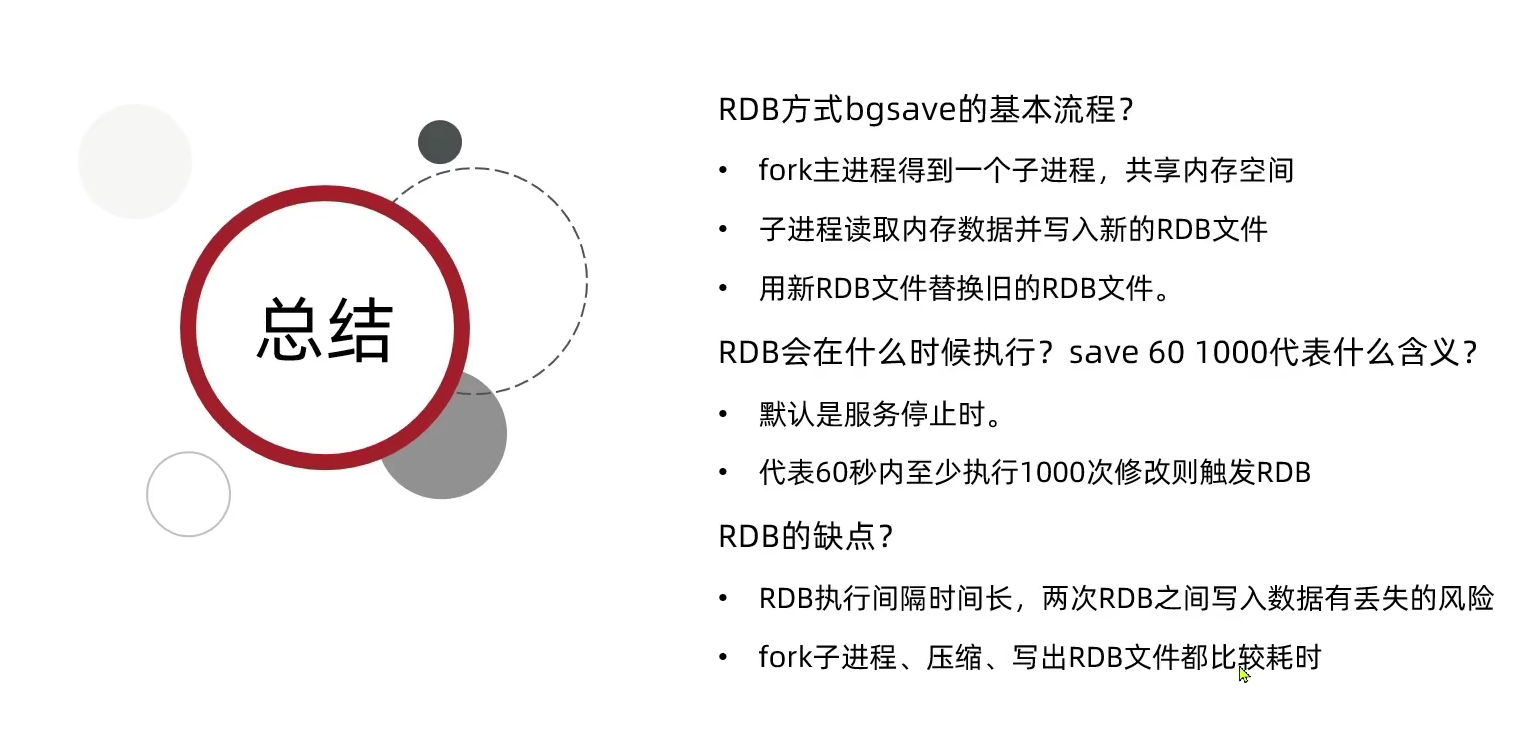 总结
RDB方式bgsave的基本流程？
• fork主进程得到一个子进程，共享内存空间
• 子进程读取内存数据并写入新的RDB文件
• 用新RDB文件替换旧的RDB文件。
RDB会在什么时候执行？save 60 1000代表什么含义？
• 默认是服务停止时。
• 代表60秒内至少执行1000次修改则触发RDB
RDB的缺点？
• RDB执行间隔时间长，两次RDB之间写入数据有丢失的风险
• fork子进程、压缩、写出RDB文件都比较耗时